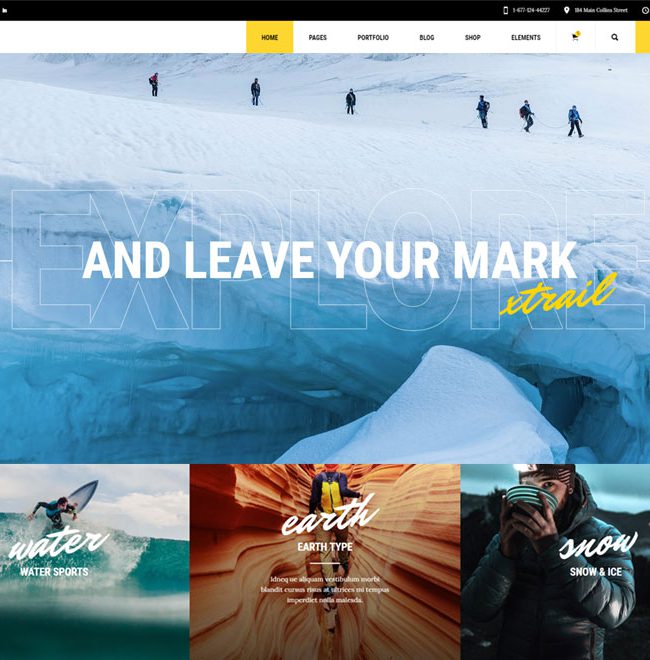 in
1-677-124-44227
184 Main Collins Street
HOME
PAGES
PORTFOLIO
BLOG
SHOP
ELEMENTS
EXPLORE
AND LEAVE YOUR MARK
xtrail
water
WATER SPORTS
earth
EARTH TYPE
Idneq ue aliquam vestibulum morbi
blandit cursus risus at ultrices mi tempus
imperdiet nulla malesda.
snow
SNOW & ICE